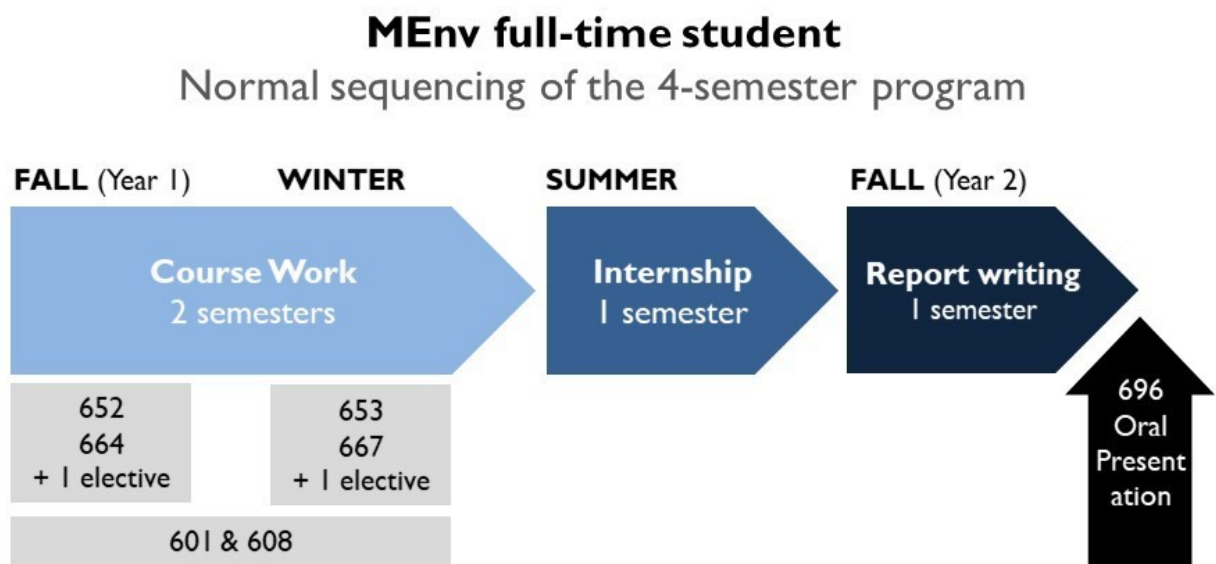 MEnv full-time student
Normal sequencing of the 4-semester program
FALL (Year 1)
WINTER
SUMMER
FALL (Year 2)
Course Work
2 semesters
Internship
1 semester
Report writing
1 semester
652
664
+ 1 elective
653
667
+ 1 elective
601 & 608
696
Oral
Present
ation